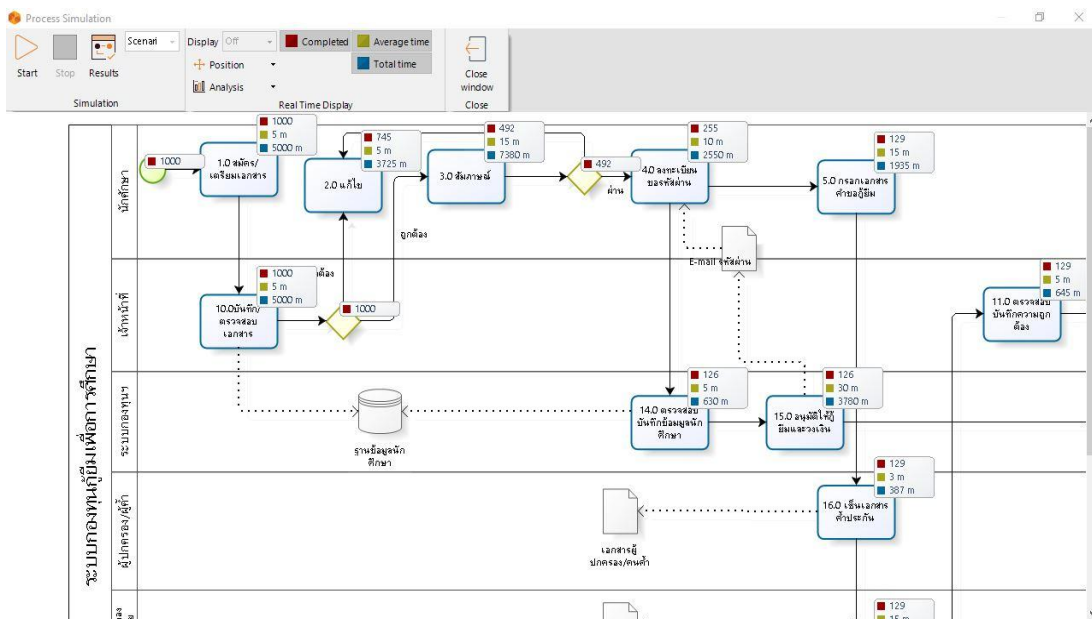 Process Simulation
Start
Stop
Results
Scenari
Simulation
Display
Off
Completed
Average time
Position
Total time
Analysis
Real Time Display
Close
window
Close
ระบบกองทุนกู้ยืมเพื่อการศึกษา
นักศึกษา
1000
1.0 สมัคร/
เตรียมเอกสาร
1000
5 m
5000 m
2.0 แก้ไข
745
5 m
3725 m
3.0 สัมภาษณ์
492
15 m
7380 m
492
ผ่าน
4.0 ลงทะเบียน
ขอรหัสผ่าน
255
10 m
2550 m
5.0 กรอกเอกสาร
คำขอกู้ยืม
129
15 m
1935 m
ถูกต้อง
E-mail รหัสผ่าน
เจ้าหน้าที่
10.0บันทึก/
ตรวจสอบ
เอกสาร
1000
5 m
5000 m
ต้อง
1000
11.0 ตรวจสอบ
บันทึกความถูก
ต้อง
129
5 m
645 m
ระบบกองทุนฯ
ฐานข้อมูลนัก
ศึกษา
14.0 ตรวจสอบ
บันทึกข้อมมูลนัก
ศึกษา
126
5 m
630 m
15.0 อนุมัติให้กู้
ยืมและวงเงิน
126
30 m
3780 m
ผู้ปกครอง/ผู้ค้ำ
เอกสารผู้
ปกครอง/คนค้ำ
16.0 เซ็นเอกสาร
ค้ำประกัน
129
3 m
387 m
129
15 m